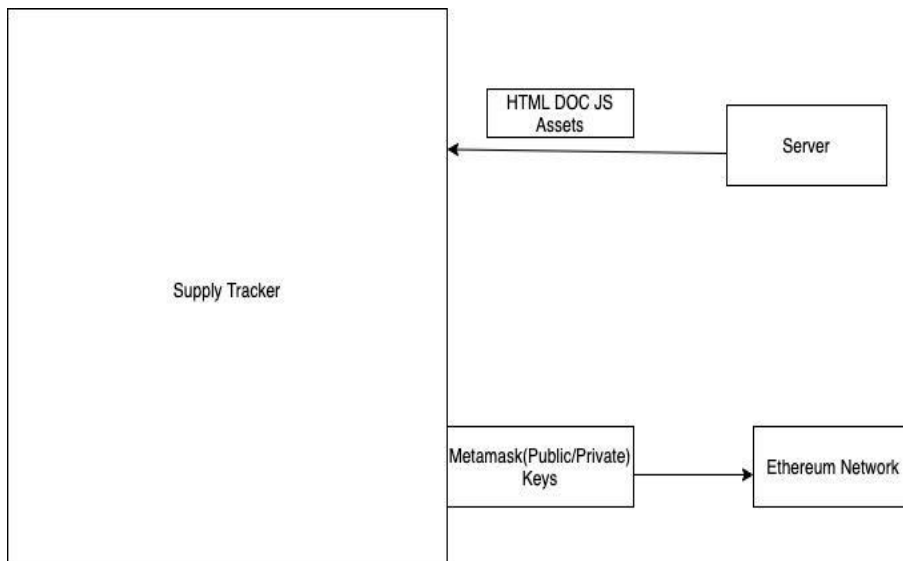 HTML DOC JS
Assets
Server
Supply Tracker
Metamask(Public/Private)
Keys
Ethereum Network